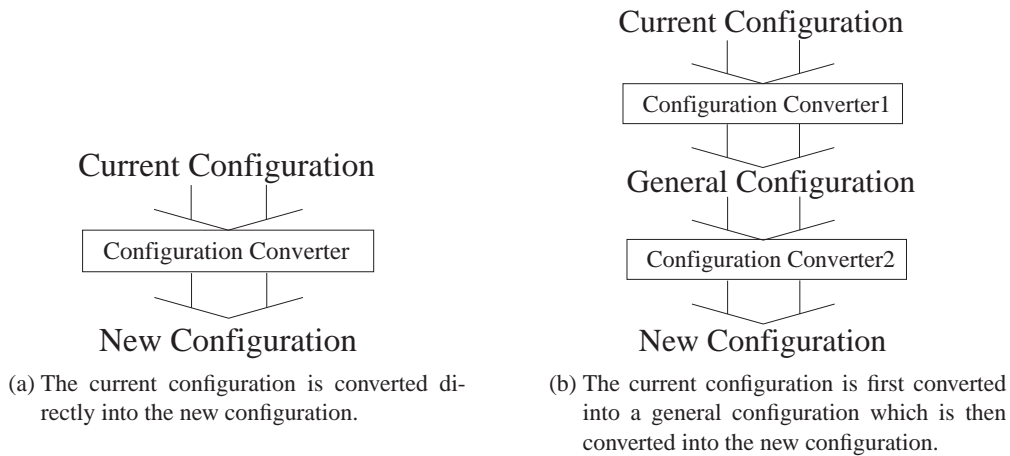 Current Configuration
Configuration Converter
New Configuration
(a) The current configuration is converted di-
rectly into the new configuration.
Current Configuration
Configuration Converter1
General Configuration
Configuration Converter2
New Configuration
(b) The current configuration is first converted
into a general configuration which is then
converted into the new configuration.